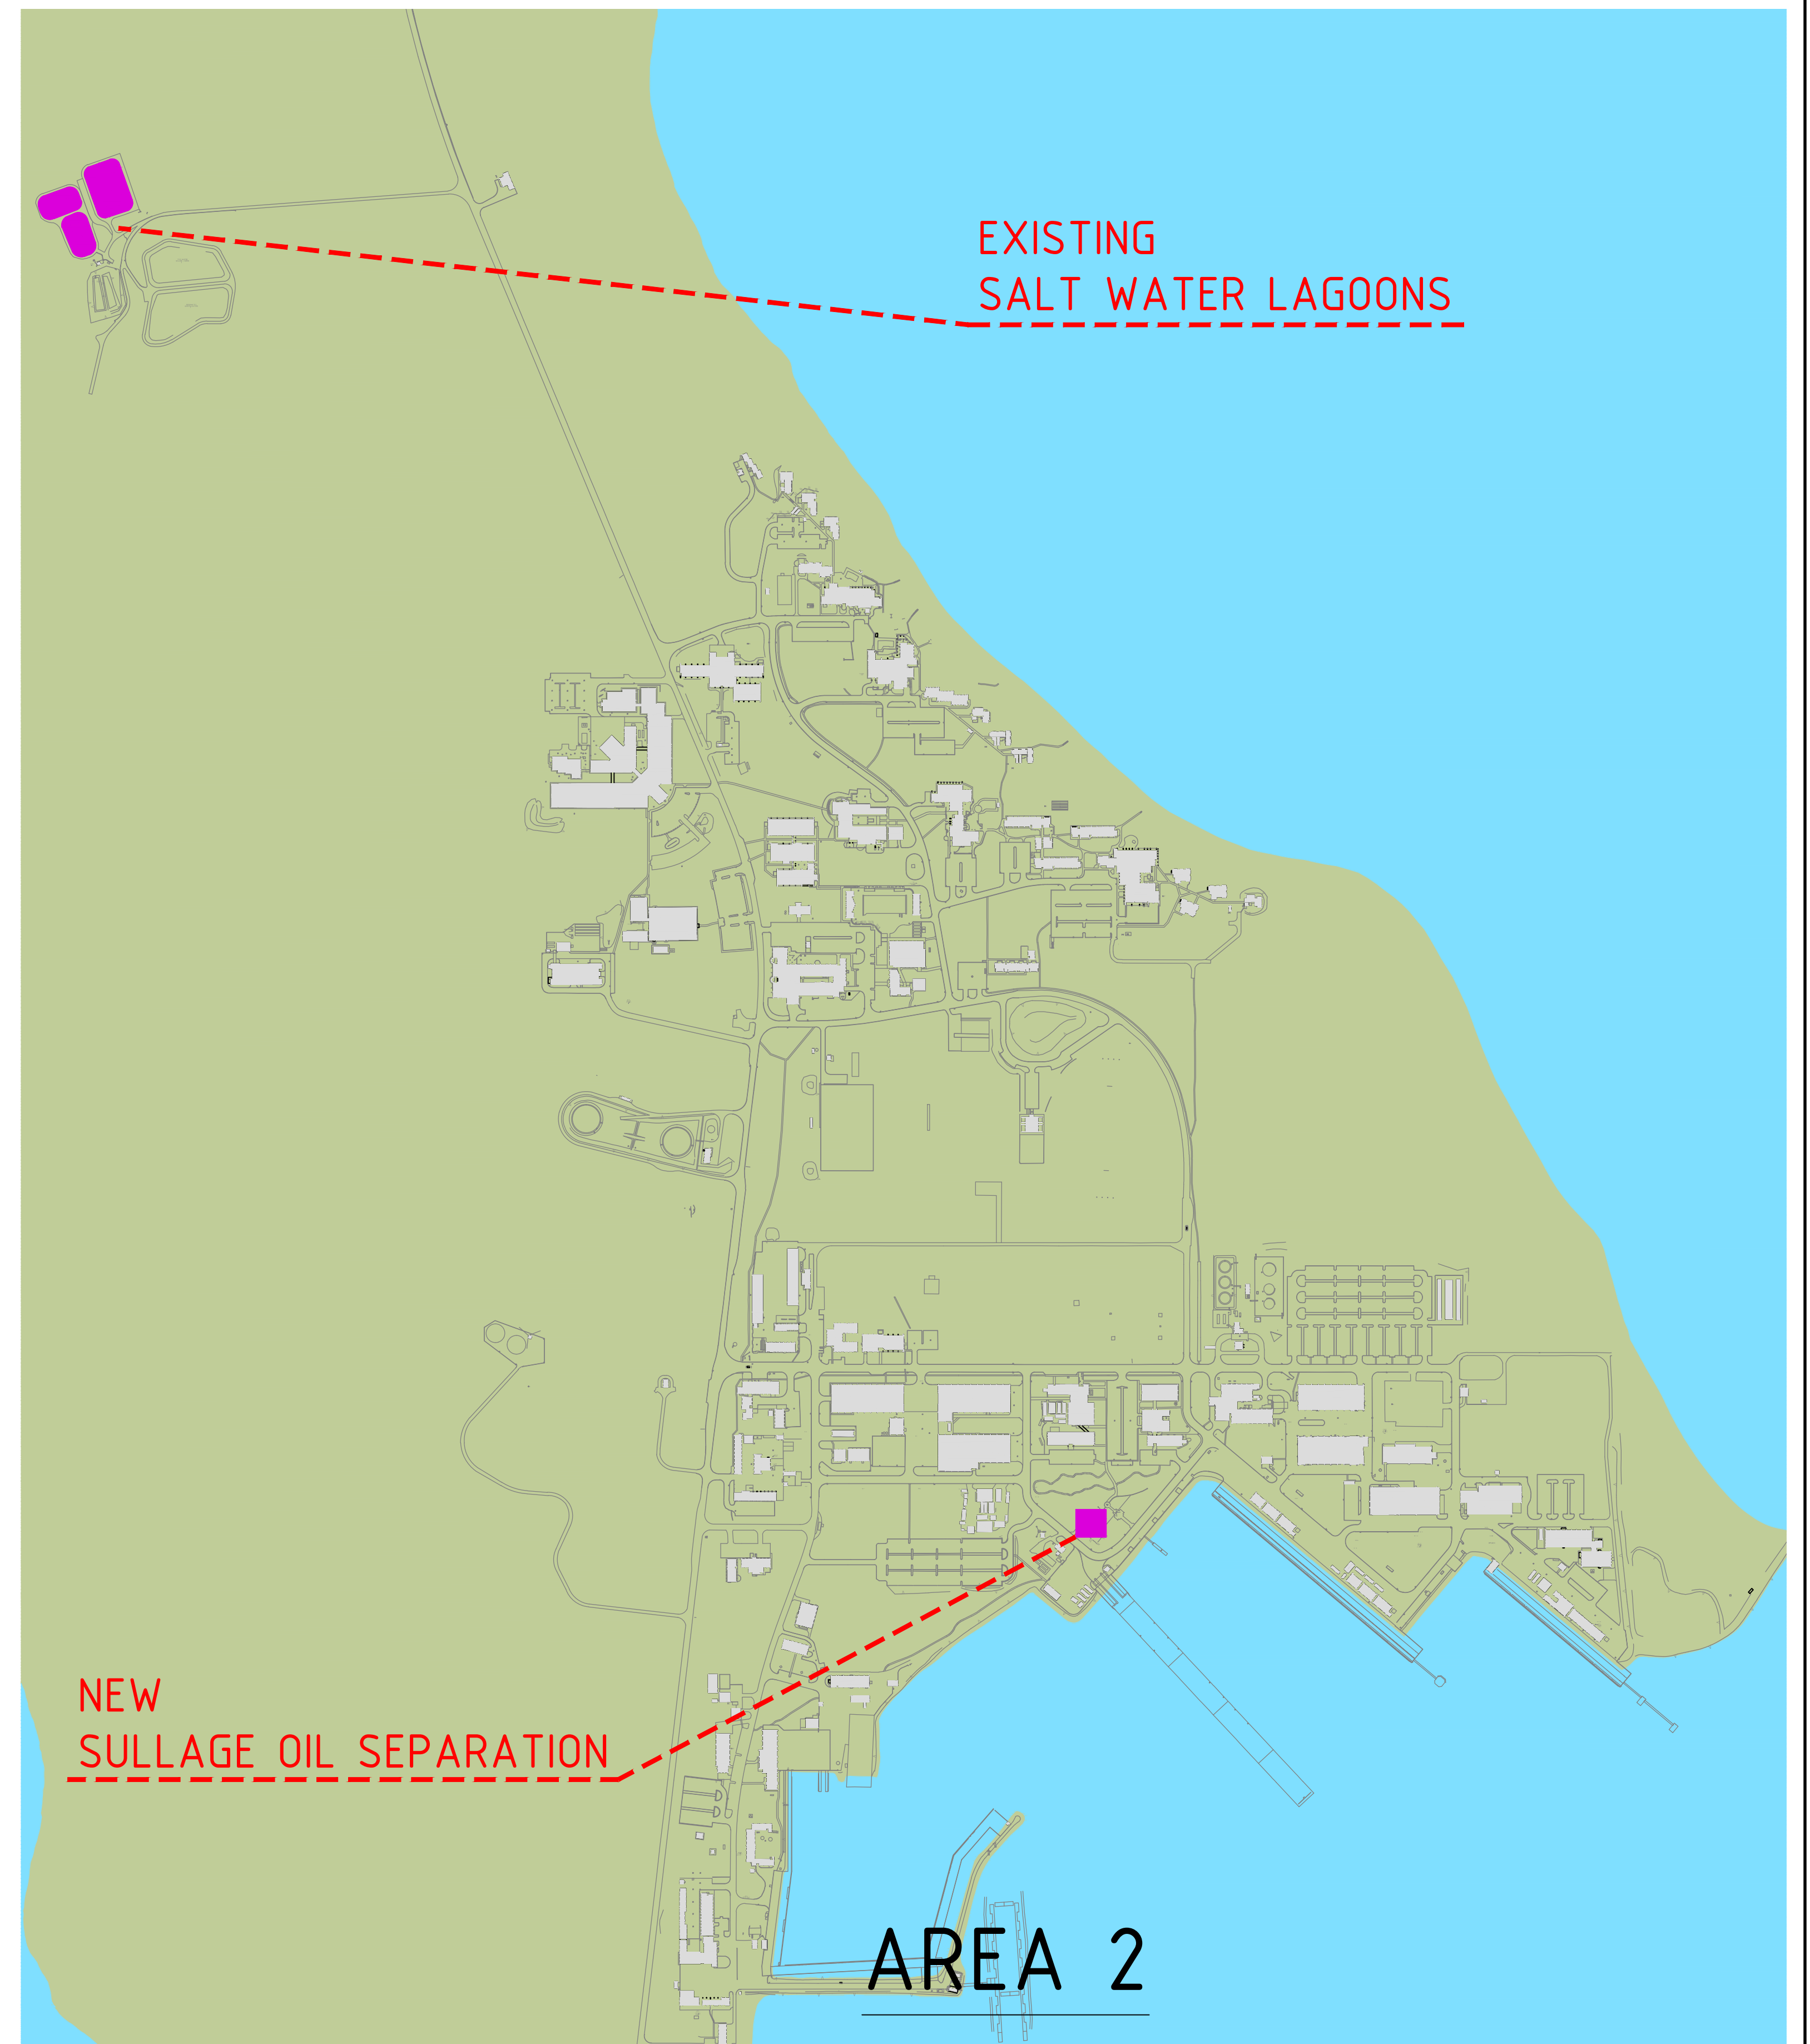 EXISTING
SALT WATER LAGOONS
NEW
SULLAGE OIL SEPARATION
AREA 2